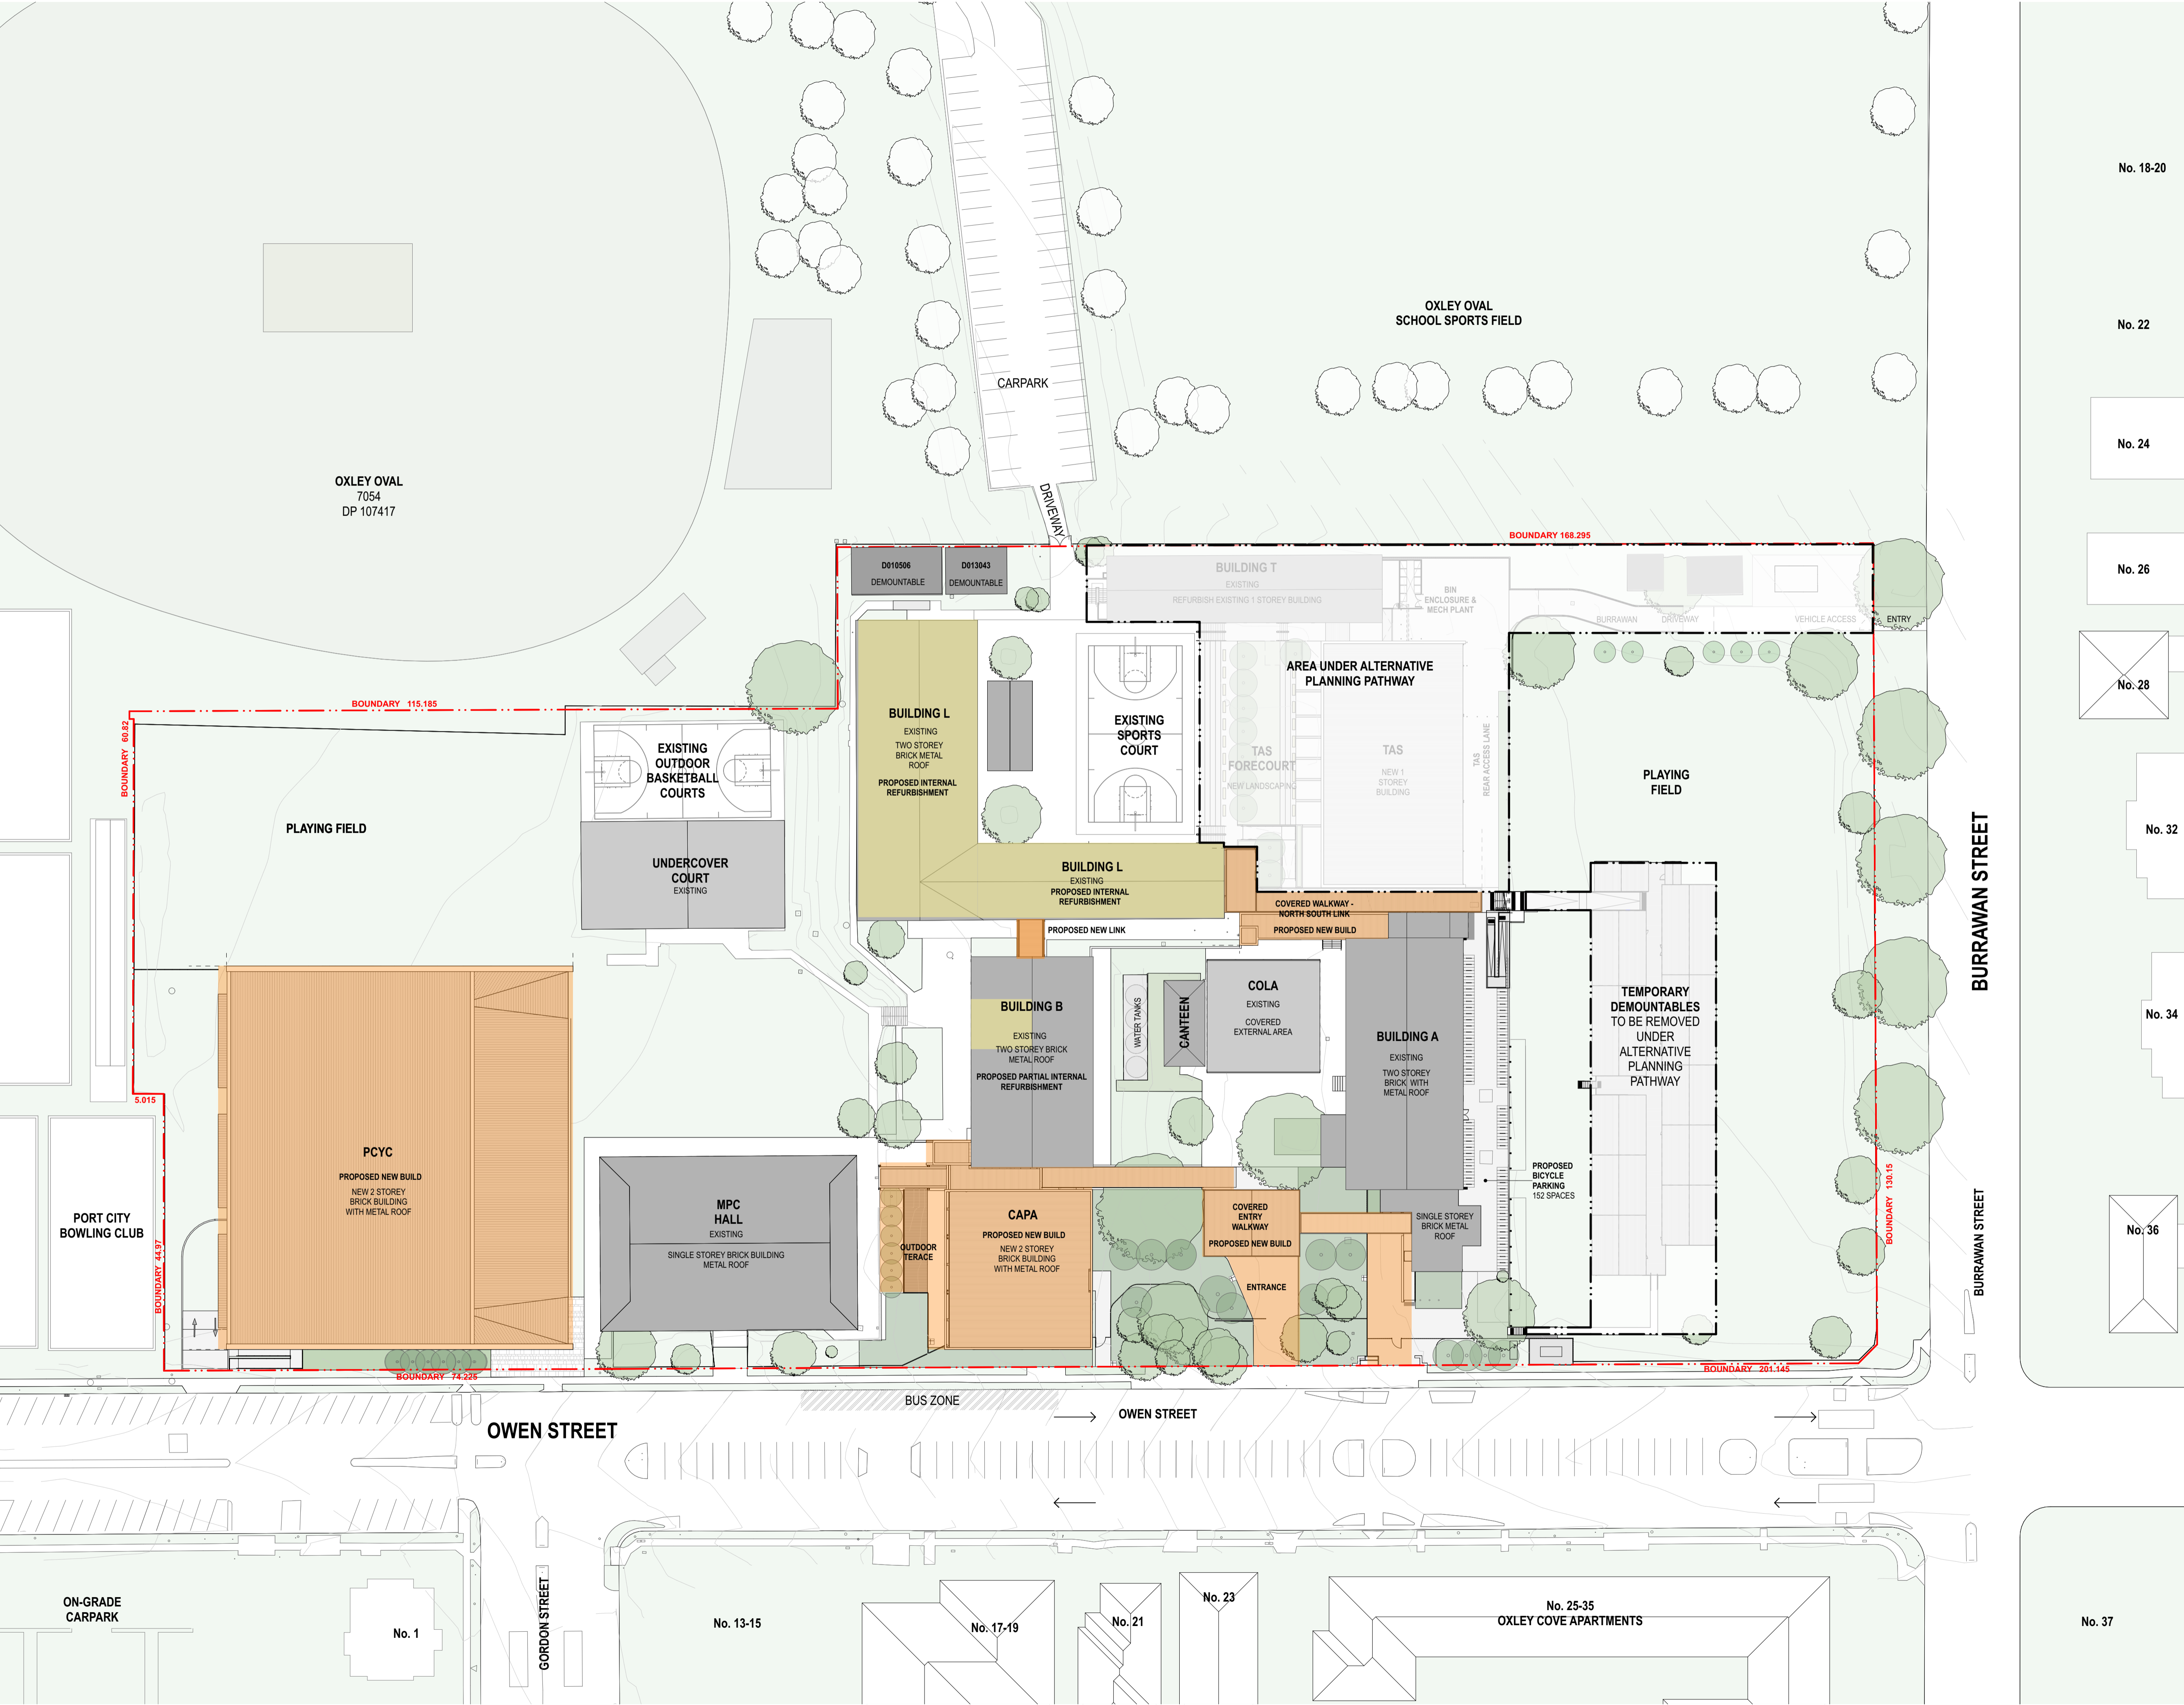 No. 18-20
OXLEY OVAL
SCHOOL SPORTS FIELD
No. 22
CARPARK
No. 24
OXLEY OVAL
7054
DP 107417
DRIVEWAY
BOUNDARY 168.295
No. 26
D010506
DEMOUNTABLE
D013043
DEMOUNTABLE
BUILDING T
EXISTING
REFURBISH EXISTING 1 STOREY BUILDING
BIN
ENCLOSURE &
MECH PLANT
BURRAWAN
DRIVEWAY
VEHICLE ACCESS
ENTRY
AREA UNDER ALTERNATIVE
PLANNING PATHWAY
No. 28
BOUNDARY 115.185
BOUNDARY 60.82
BUILDING L
EXISTING
TWO STOREY
BRICK METAL
ROOF
PROPOSED INTERNAL
REFURBISHMENT
EXISTING
SPORTS
COURT
EXISTING
OUTDOOR
BASKETBALL
COURTS
TAS
FORECOURT
NEW LANDSCAPING
TAS
NEW 1
STOREY
BUILDING
TAS
REAR ACCESS LANE
PLAYING
FIELD
PLAYING FIELD
No. 32
UNDERCOVER
COURT
EXISTING
BUILDING L
EXISTING
PROPOSED INTERNAL
REFURBISHMENT
BURRAWAN STREET
COVERED WALKWAY -
NORTH SOUTH LINK
PROPOSED NEW BUILD
PROPOSED NEW LINK
BUILDING B
EXISTING
TWO STOREY BRICK
METAL ROOF
PROPOSED PARTIAL INTERNAL
REFURBISHMENT
WATER TANKS
CANTEEN
COLA
EXISTING
COVERED
EXTERNAL AREA
BUILDING A
EXISTING
TWO STOREY
BRICK WITH
METAL ROOF
TEMPORARY
DEMOUNTABLES
TO BE REMOVED
UNDER
ALTERNATIVE
PLANNING
PATHWAY
No. 34
5.015
PCYC
PROPOSED NEW BUILD
NEW 2 STOREY
BRICK BUILDING
WITH METAL ROOF
PROPOSED
BICYCLE
PARKING
152 SPACES
BOUNDARY 130.15
PORT CITY
BOWLING CLUB
BOUNDARY 44.97
MPC
HALL
EXISTING
SINGLE STOREY BRICK BUILDING
METAL ROOF
OUTDOOR
TERACE
CAPA
PROPOSED NEW BUILD
NEW 2 STOREY
BRICK BUILDING
WITH METAL ROOF
COVERED
ENTRY
WALKWAY
PROPOSED NEW BUILD
SINGLE STOREY
BRICK METAL
ROOF
ENTRANCE
BURRAWAN STREET
No. 36
BOUNDARY 74.225
BOUNDARY 201.145
BUS ZONE
OWEN STREET
OWEN STREET
ON-GRADE
CARPARK
No. 1
GORDON STREET
No. 13-15
No. 17-19
No. 21
No. 23
No. 25-35
OXLEY COVE APARTMENTS
No. 37